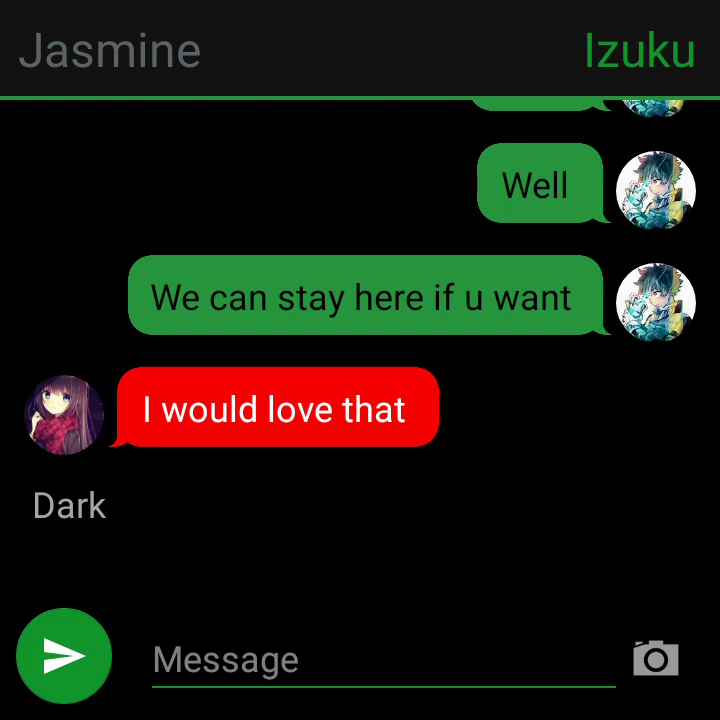 Jasmine
Izuku
Well
We can stay here if u want
I would love that
Dark
Message